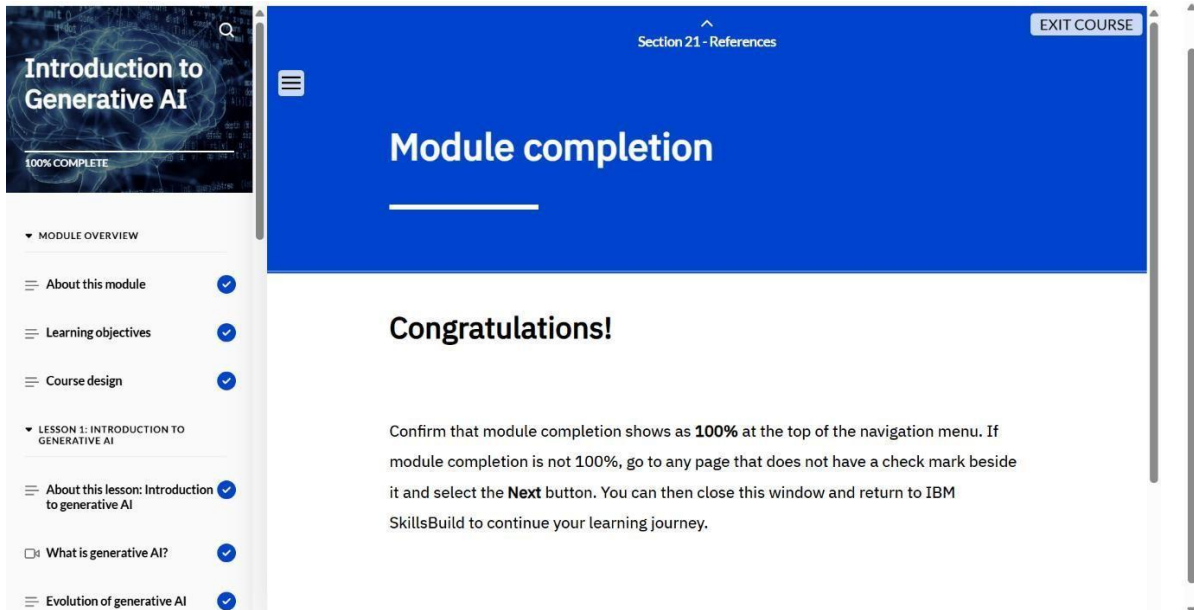 Introduction to
Generative AI
100% COMPLETE
MODULE OVERVIEW
About this module
Learning objectives
Course design
LESSON 1: INTRODUCTION TO
GENERATIVE AI
About this lesson: Introduction
to generative AI
What is generative AI?
Evolution of generative AI
Section 21 - References
EXIT COURSE
Module completion
Congratulations!
Confirm that module completion shows as 100% at the top of the navigation menu. If
module completion is not 100%, go to any page that does not have a check mark beside
it and select the Next button. You can then close this window and return to IBM
SkillsBuild to continue your learning journey.